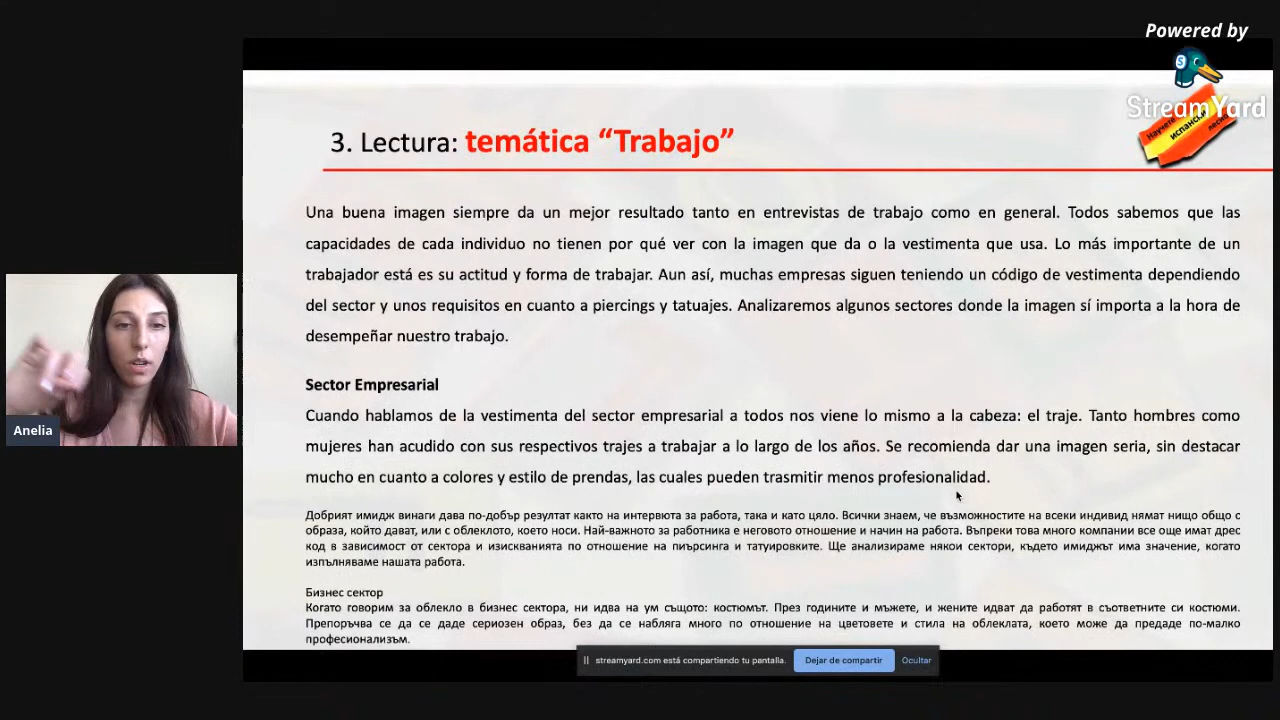 Powered by
StreamYard
Научете
испански
лесно
3. Lectura: temática “Trabajo”
Una buena imagen siempre da un mejor resultado tanto en entrevistas de trabajo como en general. Todos sabemos que las
capacidades de cada individuo no tienen por qué ver con la imagen que da o la vestimenta que usa. Lo más importante de un
trabajador está es su actitud y forma de trabajar. Aun así, muchas empresas siguen teniendo un código de vestimenta dependiendo
del sector y unos requisitos en cuanto a piercings y tatuajes. Analizaremos algunos sectores donde la imagen sí importa a la hora de
desempeñar nuestro trabajo.
Sector Empresarial
Cuando hablamos de la vestimenta del sector empresarial a todos nos viene lo mismo a la cabeza: el traje. Tanto hombres como
mujeres han acudido con sus respectivos trajes a trabajar a lo largo de los años. Se recomienda dar una imagen seria, sin destacar
mucho en cuanto a colores y estilo de prendas, las cuales pueden trasmitir menos profesionalidad.
Добрият имидж винаги дава по-добър резултат както на интервюта за работа, така и като цяло. Всички знаем, че възможностите на всеки индивид нямат нищо общо с
образа, който дават, или с облеклото, което носи. Най-важното за работника е неговото отношение и начин на работа. Въпреки това много компании все още имат дрес
код в зависимост от сектора и изискванията по отношение на пиърсинга и татуировките. Ще анализираме някои сектори, където имиджът има значение, когато
изпълняваме нашата работа.
Бизнес сектор
Когато говорим за облекло в бизнес сектора, ни идва на ум същото: костюмът. През годините и мъжете, и жените идват да работят в съответните си костюми.
Препоръчва се да се даде сериозен образ, без да се набляга много по отношение на цветовете и стила на облеклата, което може да предаде по-малко
професионализъм.
Anelia
streamyard.com está compartiendo tu pantalla.
Dejar de compartir
Ocultar